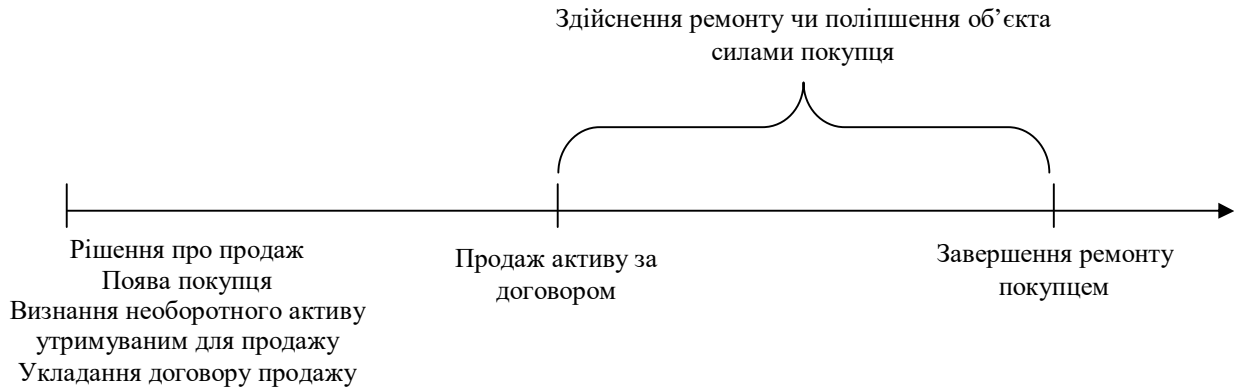 Здійснення ремонту чи поліпшення об’єкта
силами покупця
Рішення про продаж
Поява покупця
Визнання необоротного активу
утримуваним для продажу
Укладання договору продажу
Продаж активу за
договором
Завершення ремонту
покупцем